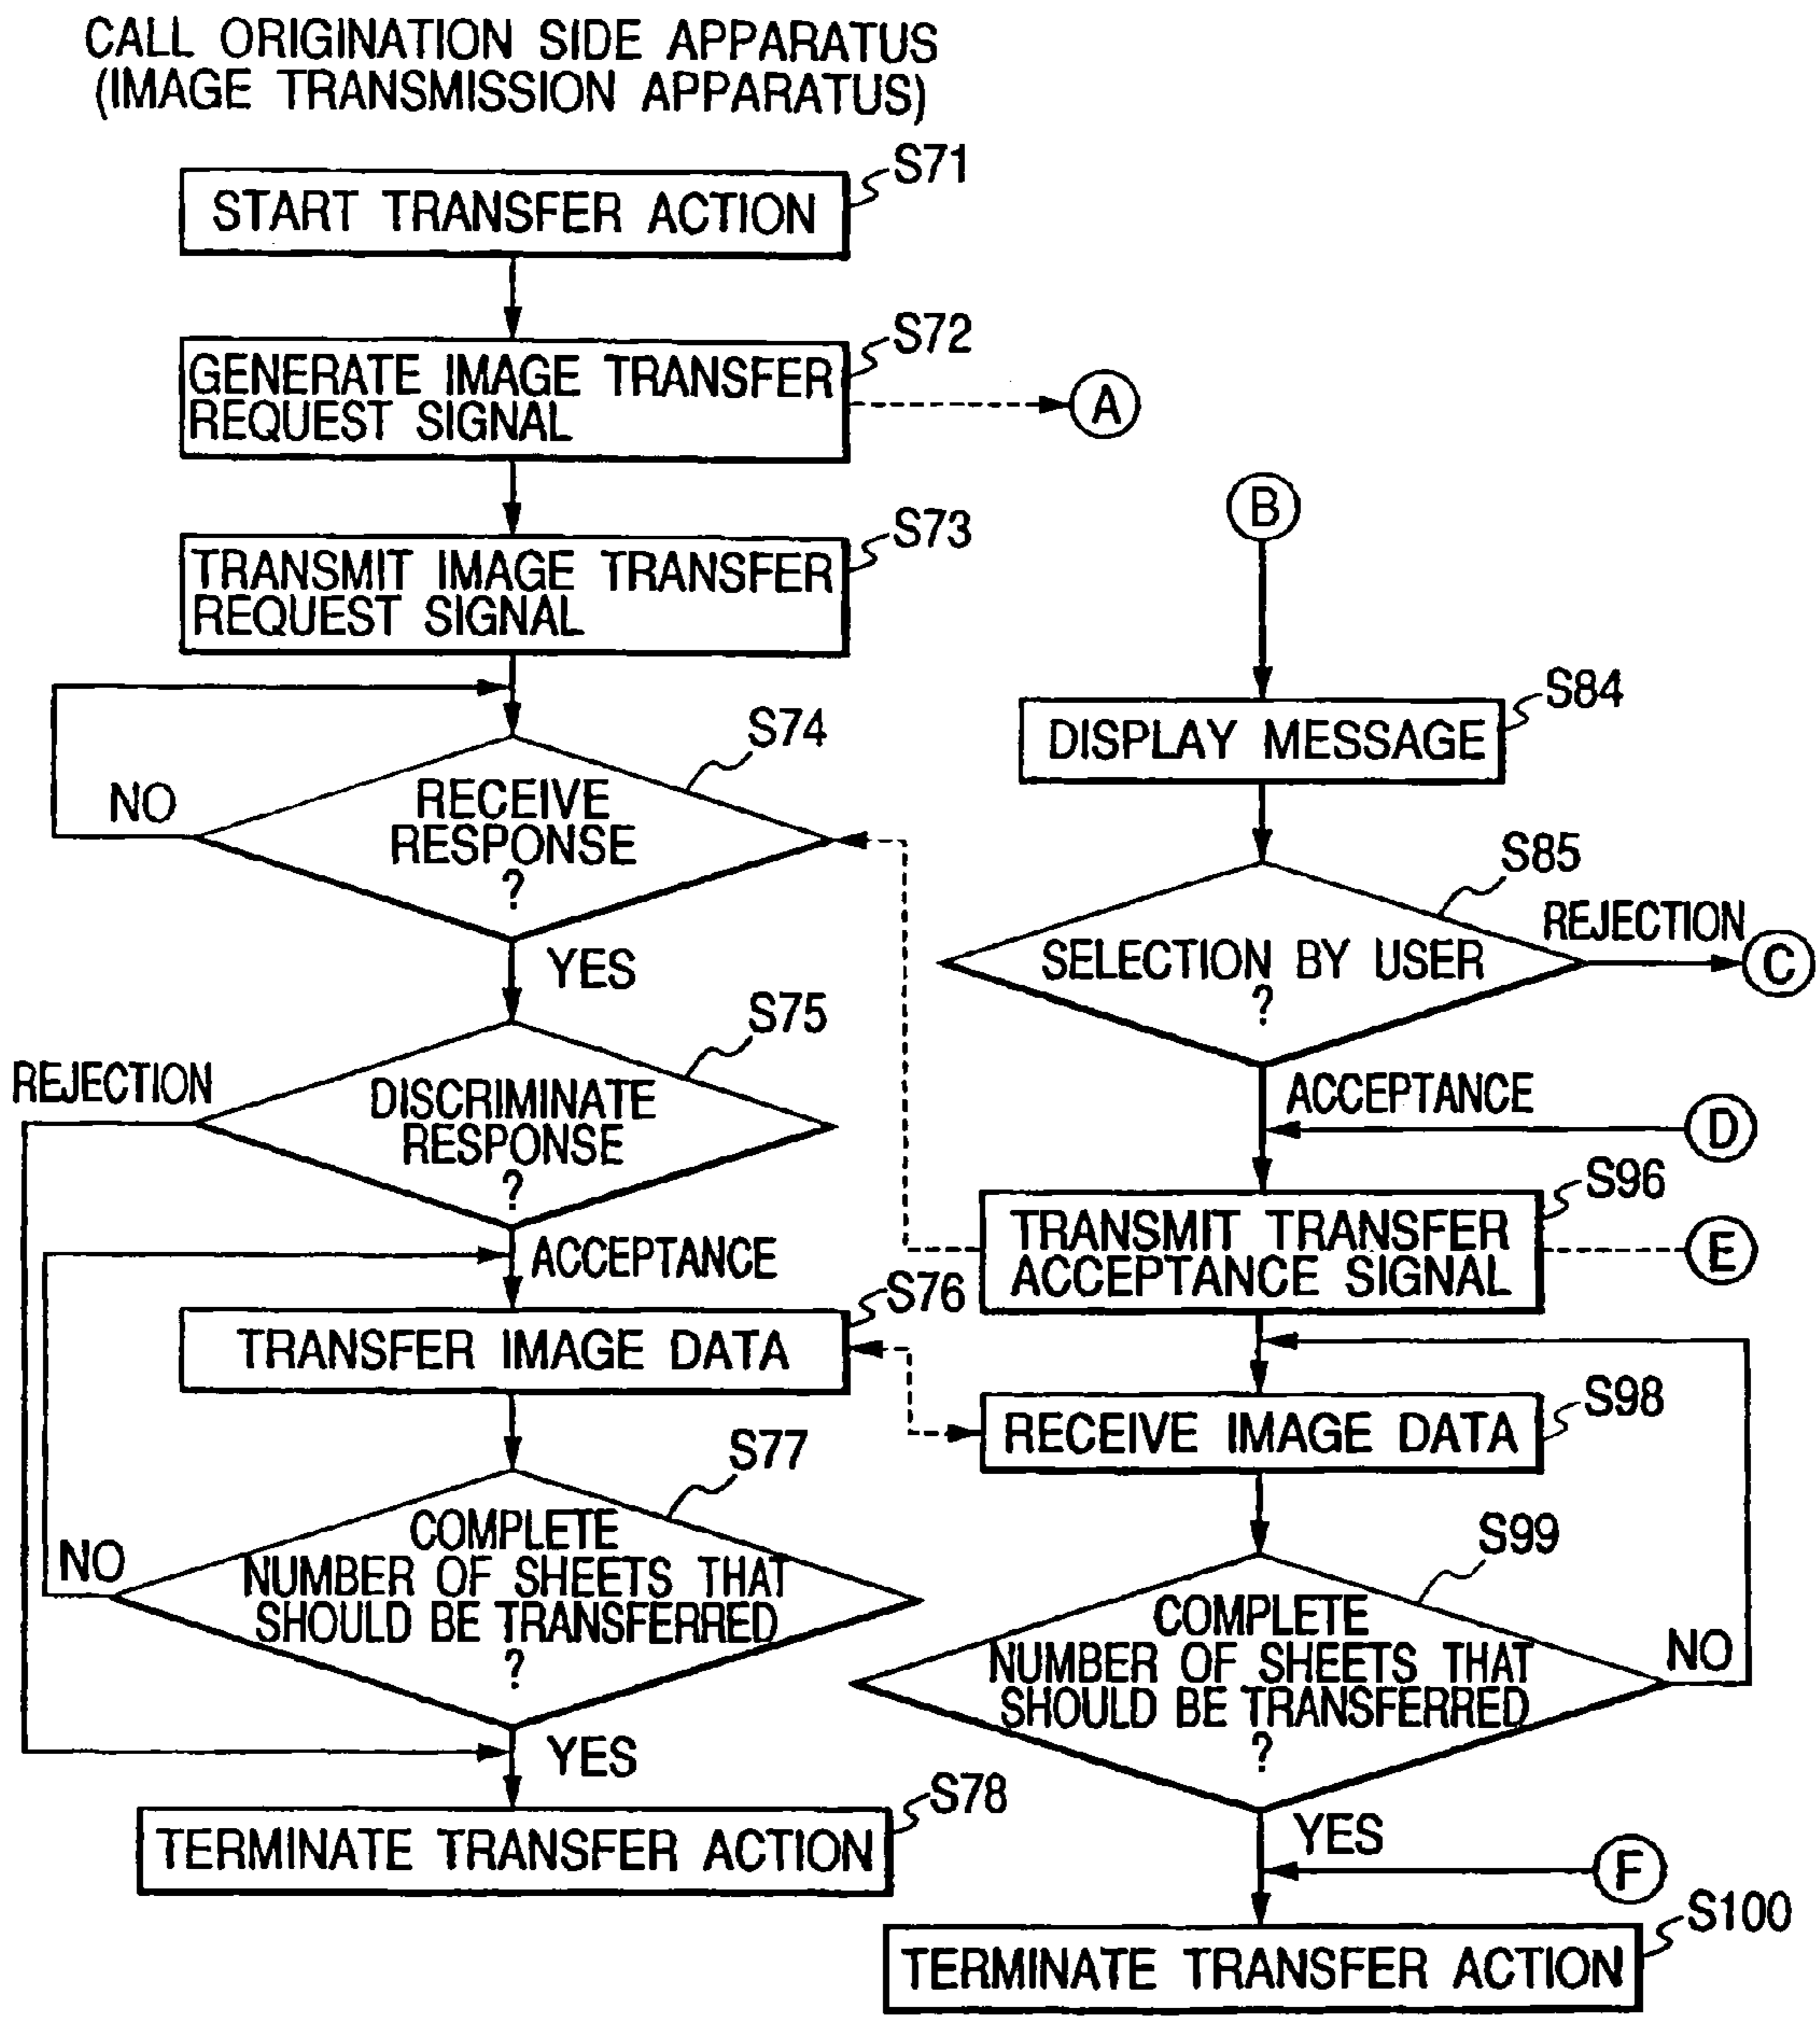 CALL ORIGINATION SIDE APPARATUS
(IMAGE TRANSMISSION APPARATUS)
S71
START TRANSFER ACTION
S72
GENERATE IMAGE TRANSFER
REQUEST SIGNAL
A
S73
TRANSMIT IMAGE TRANSFER
REQUEST SIGNAL
S74
NO
RECEIVE
RESPONSE
?
YES
S75
REJECTION
DISCRIMINATE
RESPONSE
?
ACCEPTANCE
S76
TRANSFER IMAGE DATA
S77
NO
COMPLETE
NUMBER OF SHEETS THAT
SHOULD BE TRANSFERRED
?
YES
S78
TERMINATE TRANSFER ACTION
B
S84
DISPLAY MESSAGE
S85
REJECTION
SELECTION BY USER
?
C
ACCEPTANCE
D
S96
TRANSMIT TRANSFER
ACCEPTANCE SIGNAL
E
S98
RECEIVE IMAGE DATA
S99
COMPLETE
NUMBER OF SHEETS THAT
SHOULD BE TRANSFERRED
?
NO
YES
F
S100
TERMINATE TRANSFER ACTION